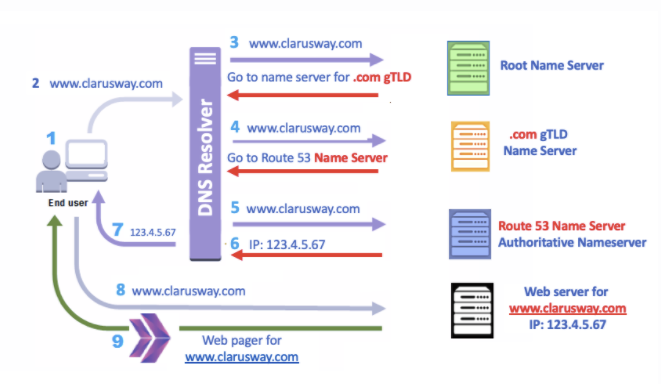 3 www.clarusway.com
Go to name server for .com gTLD
Root Name Server
2 www.clarusway.com
4 www.clarusway.com
Go to Route 53 Name Server
.com gTLD
Name Server
1
End user
DNS Resolver
5 www.clarusway.com
6 IP: 123.4.5.67
Route 53 Name Server
Authoritative Nameserver
7 123.4.5.67
8 www.clarusway.com
Web server for
www.clarusway.com
IP: 123.4.5.67
9 Web pager for
www.clarusway.com